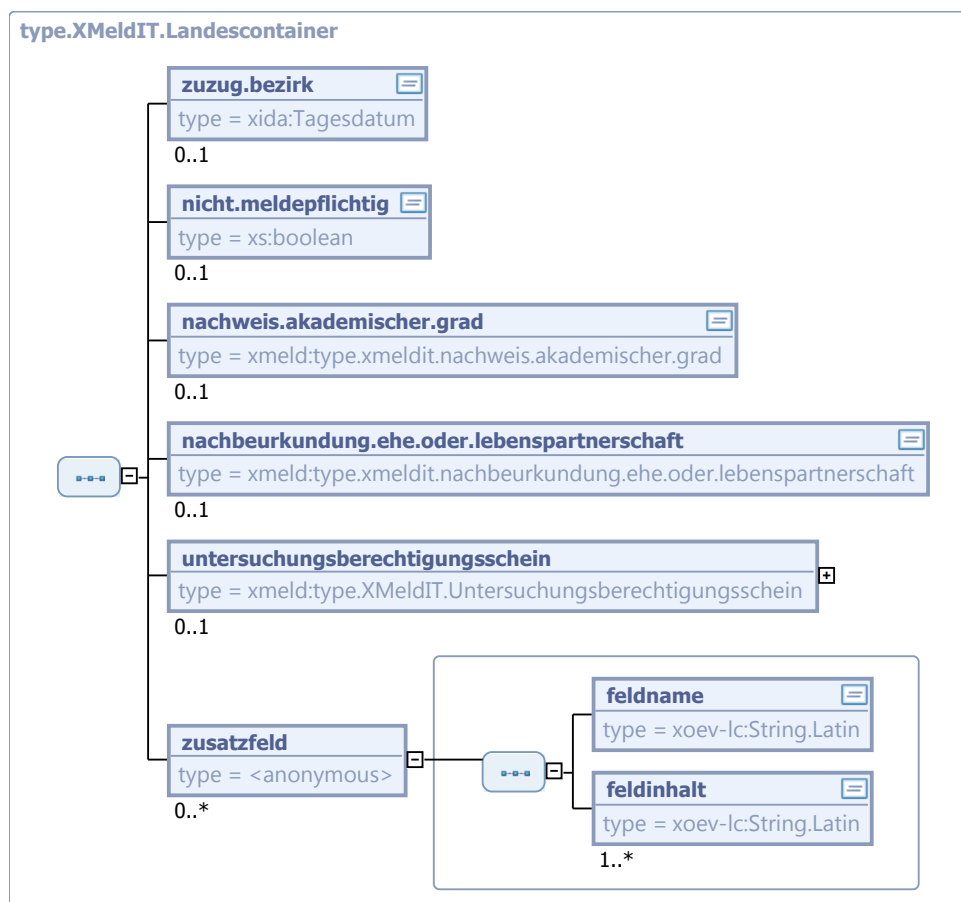 type.XMeldIT.Landescontainer
zuzug.bezirk
type = xida:Tagesdatum
0..1
nicht.meldepflichtig
type = xs:boolean
0..1
nachweis.akademischer.grad
type = xmeld:type.xmeldit.nachweis.akademischer.grad
0..1
nachbeurkundung.ehe.oder.lebenspartnerschaft
type = xmeld:type.xmeldit.nachbeurkundung.ehe.oder.lebenspartnerschaft
0..1
untersuchungsberechtigungsschein
type = xmeld:type.XMeldIT.Untersuchungsberechtigungsschein
0..1
zusatzfeld
type = <anonymous>
0..*
feldname
type = xoev-lc:String.Latin
feldinhalt
type = xoev-lc:String.Latin
1..*